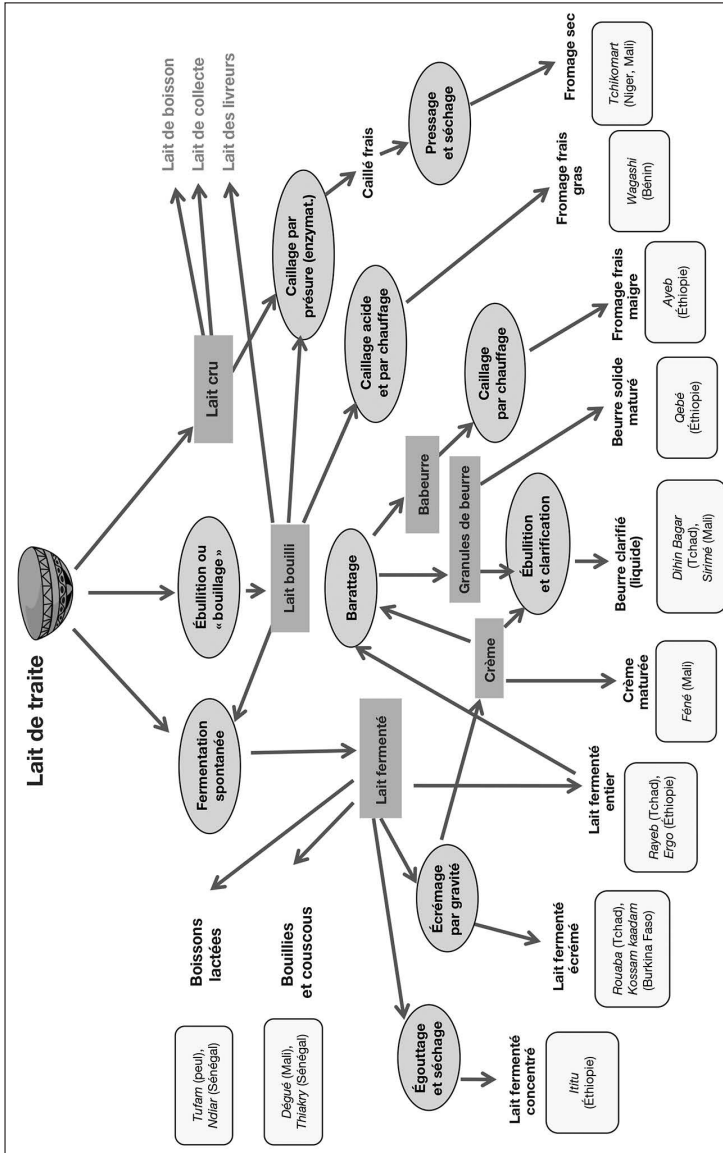 Lait de traite
Lait de boisson
Lait de collecte
Lait des livreurs
Lait cru
Ébullition ou
« bouillage »
Fermentation
spontanée
Lait bouilli
Caillage par
présure (enzymat.)
Caillé frais
Pressage
et séchage
Caillage acide
et par chauffage
Boissons
lactées
Tufam (peul),
Ndiar (Sénégal)
Bouillies
et couscous
Dégué (Mali),
Thiakry (Sénégal)
Lait fermenté
Barattage
Babeurre
Granules de beurre
Caillage
par chauffage
Égouttage
et séchage
Écrémage
par gravité
Crème
Ébullition
et clarification
Lait fermenté
concentré
Ititu
(Éthiopie)
Lait fermenté
écrémé
Rouaba (Tchad),
Kossam kaadam
(Burkina Faso)
Lait fermenté
entier
Rayeb (Tchad),
Ergo (Éthiopie)
Crème
maturée
Féné (Mali)
Beurre clarifié
(liquide)
Dihin Bagar
(Tchad),
Sirimé (Mali)
Beurre solide
maturé
Qebé
(Éthiopie)
Fromage frais
maigre
Ayeb
(Éthiopie)
Fromage frais
gras
Wagashi
(Bénin)
Fromage sec
Tchikomart
(Niger, Mali)